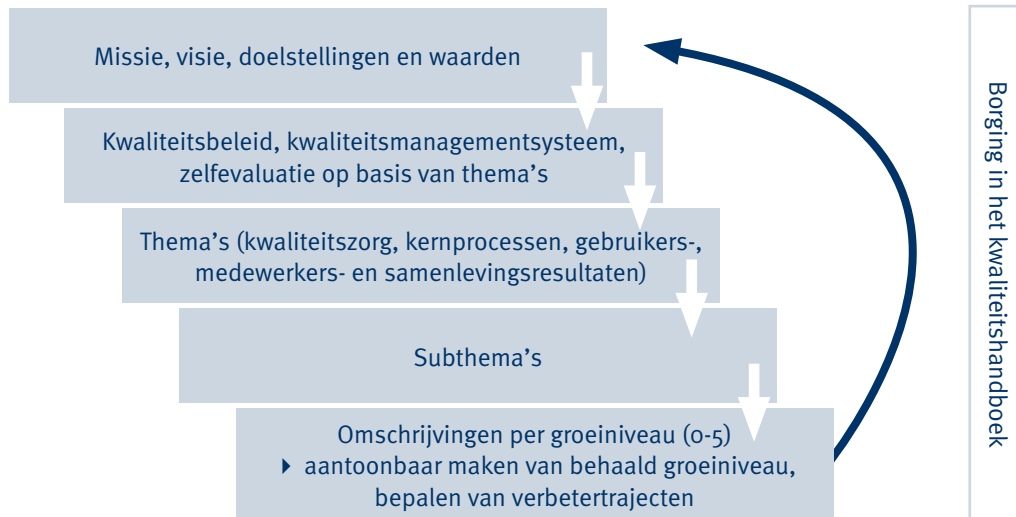 Missie, visie, doelstellingen en waarden
Kwaliteitsbeleid, kwaliteitsmanagementsysteem,
zelfevaluatie op basis van thema’s
Thema’s (kwaliteitszorg, kernprocessen, gebruikers-,
medewerkers- en samenlevingsresultaten)
Subthema’s
Omschrijvingen per groeiniveau (0-5)
▸ aantoonbaar maken van behaald groeiniveau,
bepalen van verbetertrajecten
Borging in het kwaliteitshandboek